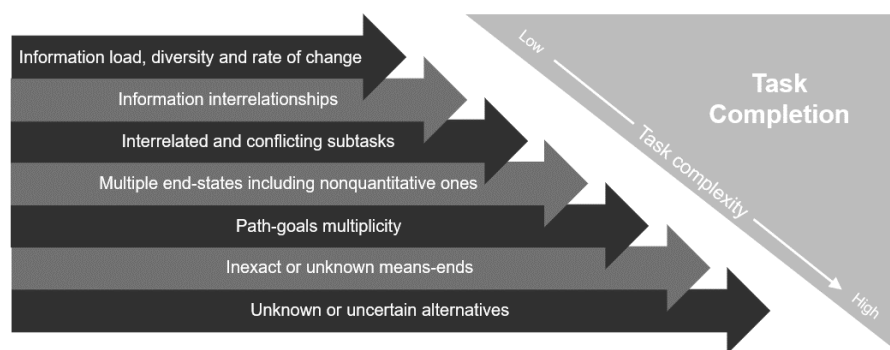 Information load, diversity and rate of change
Information interrelationships
Interrelated and conflicting subtasks
Multiple end-states including nonquantitative ones
Path-goals multiplicity
Inexact or unknown means-ends
Unknown or uncertain alternatives
Low
Task complexity
High
Task
Completion